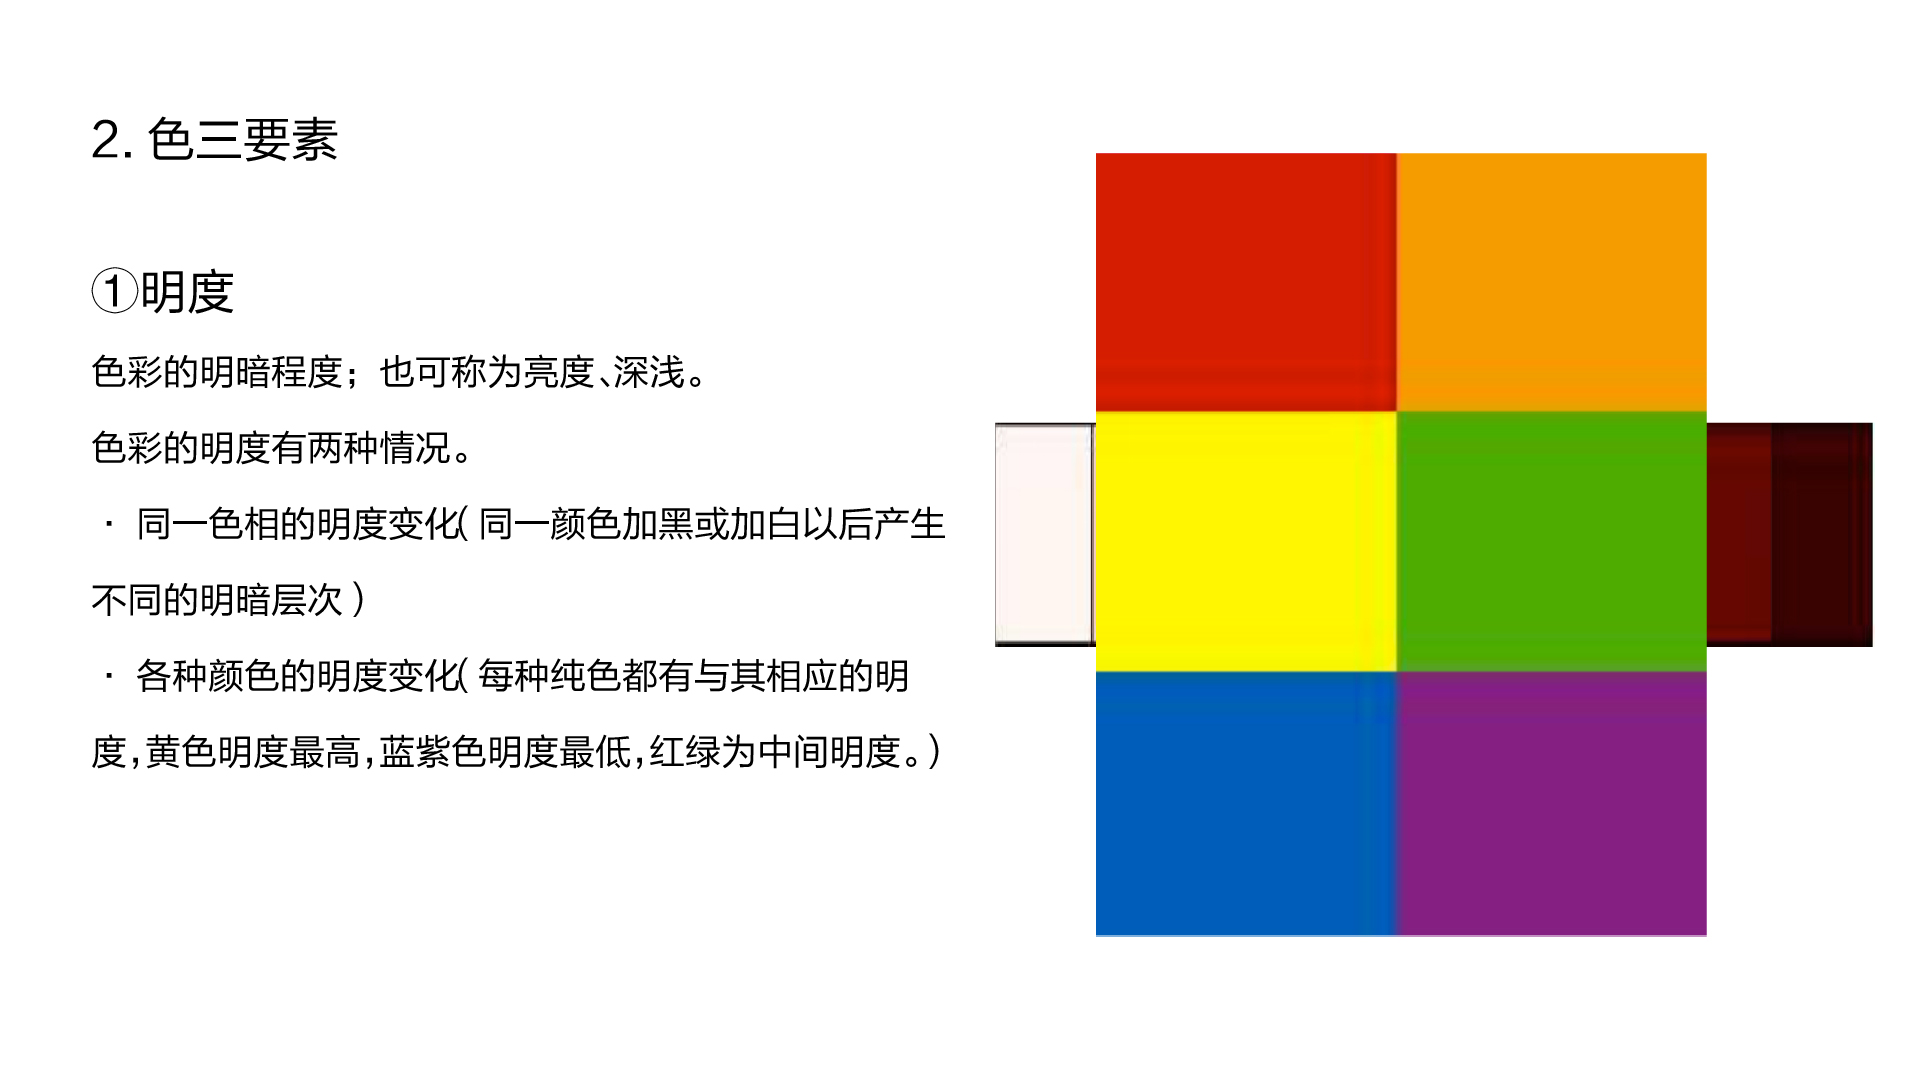 2. 色三要素
①明度
色彩的明暗程度；也可称为亮度、深浅。
色彩的明度有两种情况。
· 同一色相的明度变化( 同一颜色加黑或加白以后产生
不同的明暗层次 )
· 各种颜色的明度变化( 每种纯色都有与其相应的明
度,黄色明度最高,蓝紫色明度最低,红绿为中间明度。)